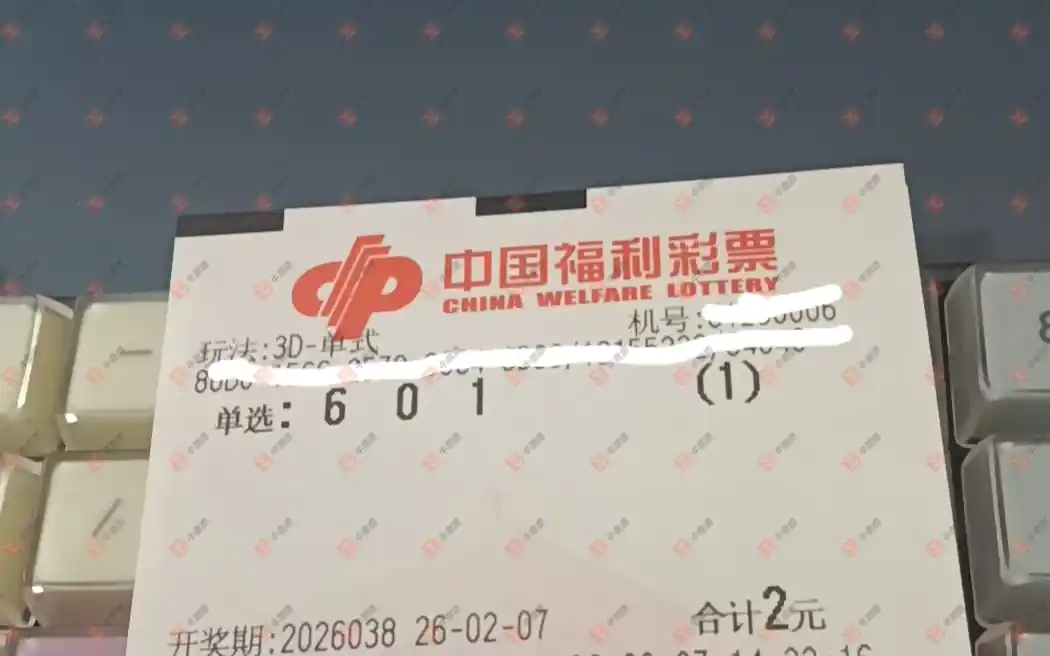 中国福利彩票
CHINA WELFARE LOTTERY
机号:
玩法:3D-单式
单选: 6 0 1 (1)
合计2元
开奖期:2026038 26-02-07